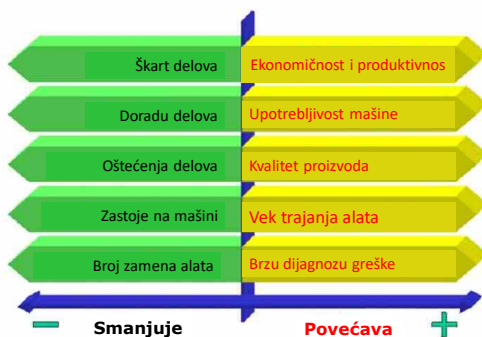 Škart delova Ekonomičnost i produktivnos
Doradu delova Upotrebljivost mašine
Oštećenja delova Kvalitet proizvoda
Zastoje na mašini Vek trajanja alata
Broj zamena alata Brzu dijagnozu greške
Smanjuje Povećava